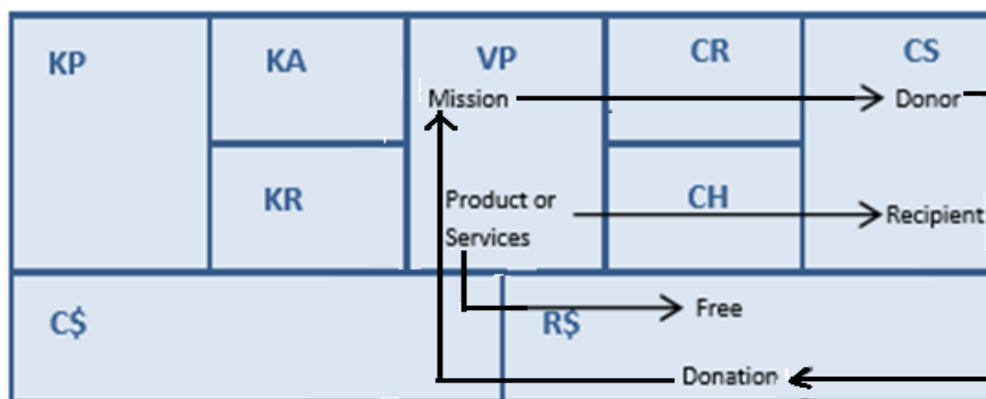 KP
KA
VP
CR
CS
Mission
Donor
KR
Product or
Services
CH
Recipient
C$
R$
Free
Donation